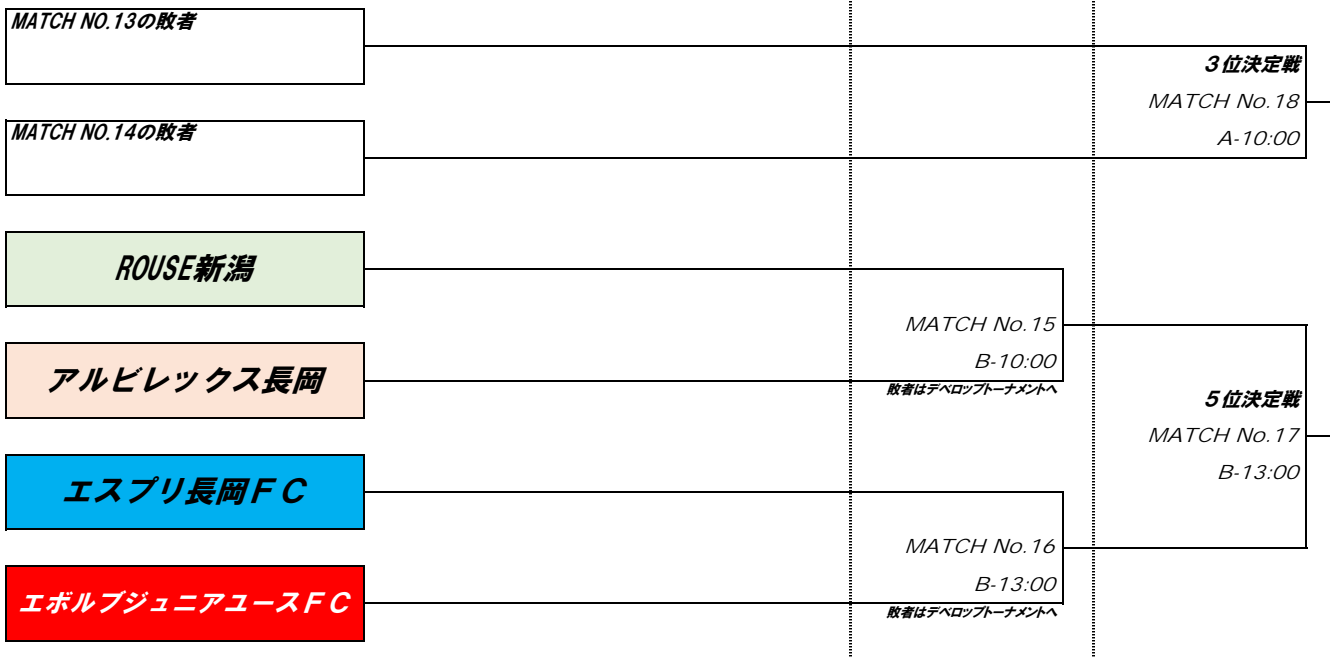 MATCH NO.13の敗者
3位決定戦
MATCH No.18
A-10:00
MATCH NO.14の敗者
ROUSE新潟
MATCH No.15
B-10:00
敗者はデベロップトーナメントへ
アルビレックス長岡
5位決定戦
MATCH No.17
B-13:00
エスプリ長岡FC
MATCH No.16
B-13:00
敗者はデベロップトーナメントへ
エボルブジュニアユースFC